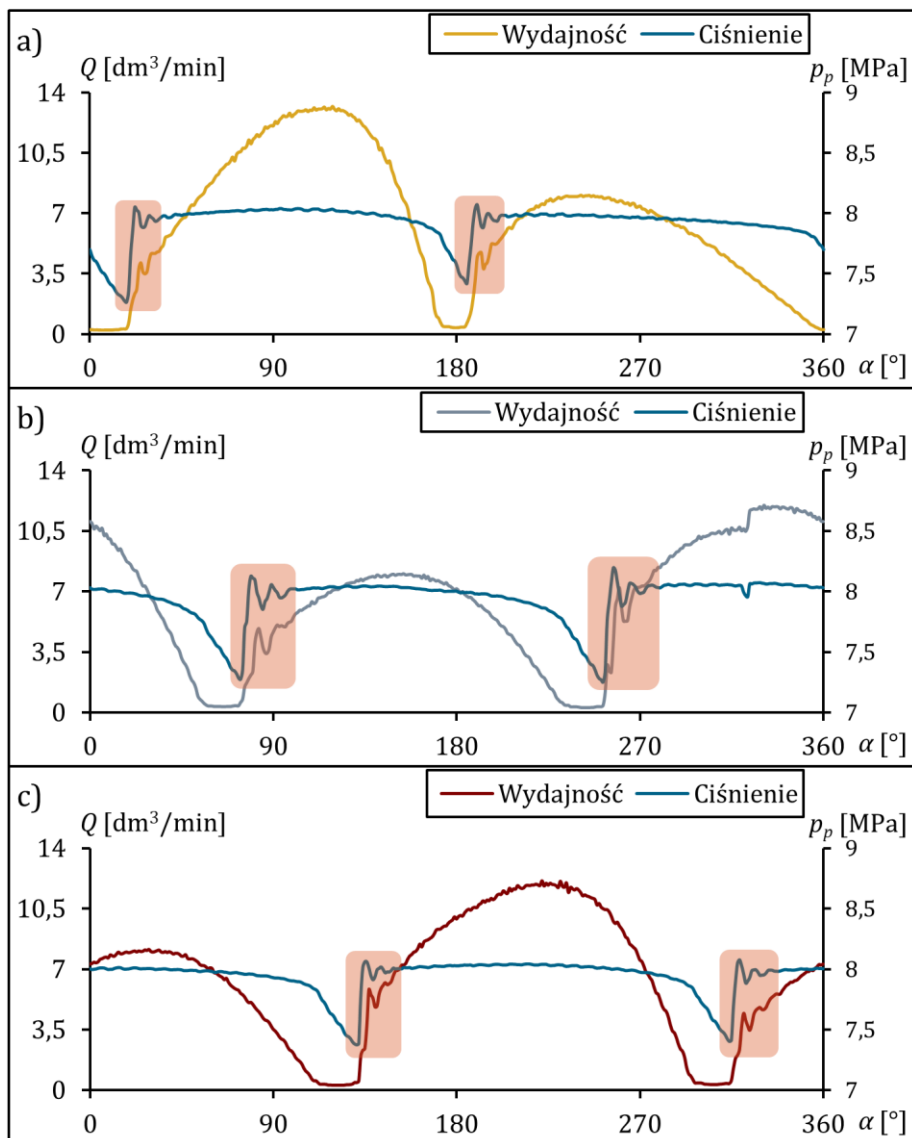 a)
Wydajność Ciśnienie
Q [dm³/min] pₚ [MPa]
14 9
10,5 8,5
7 8
3,5 7,5
0 7
0 90 180 270 360 α [°]
b)
Wydajność Ciśnienie
Q [dm³/min] pₚ [MPa]
14 9
10,5 8,5
7 8
3,5 7,5
0 7
0 90 180 270 360 α [°]
c)
Wydajność Ciśnienie
Q [dm³/min] pₚ [MPa]
14 9
10,5 8,5
7 8
3,5 7,5
0 7
0 90 180 270 360 α [°]